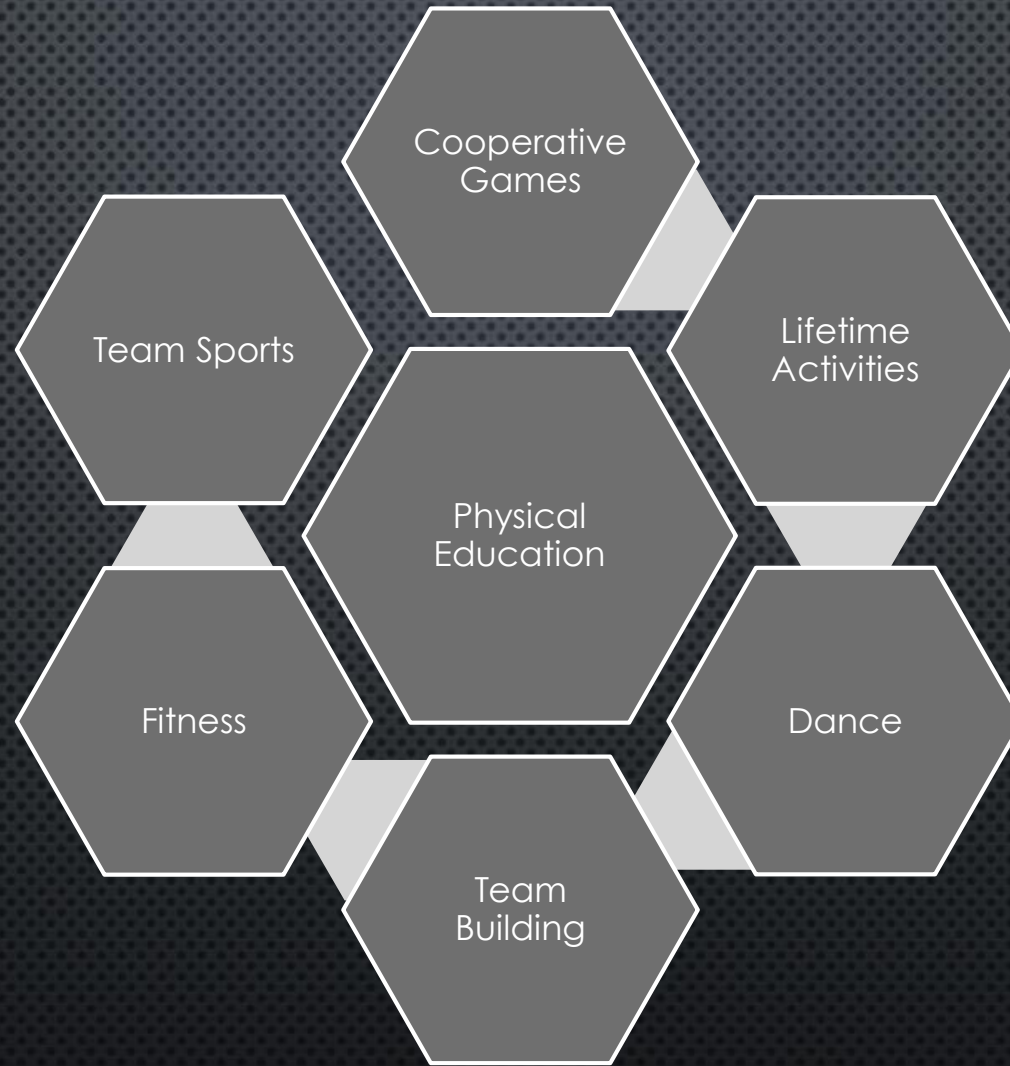 Cooperative
Games
Team Sports
Lifetime
Activities
Physical
Education
Fitness
Dance
Team
Building